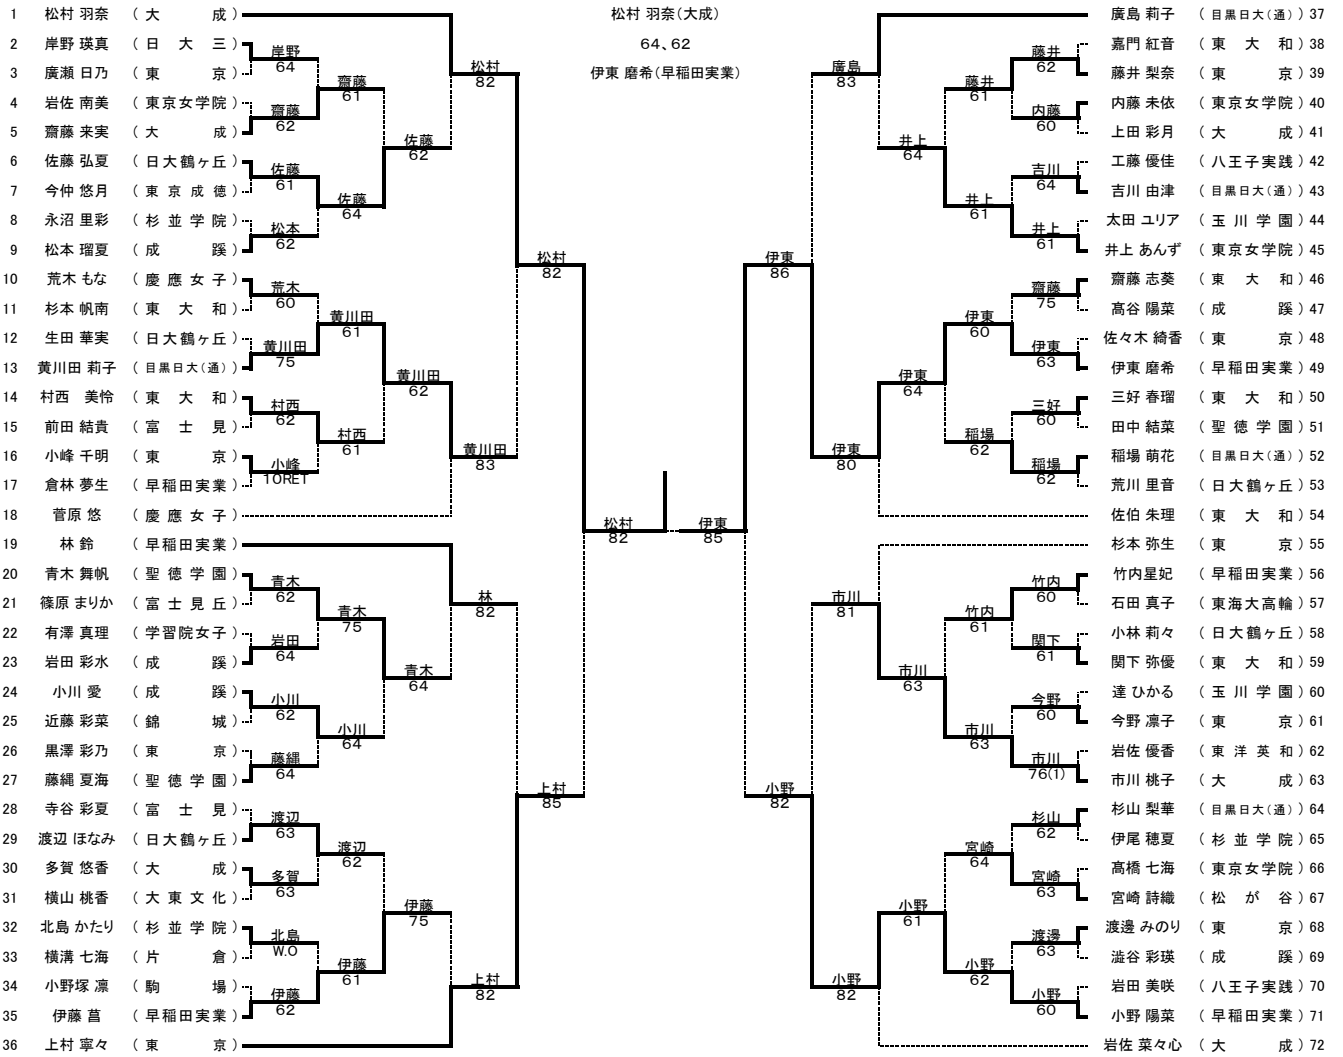 松村 羽奈(大成)
64、62
伊東 磨希(早稲田実業)
1 松村 羽奈 （ 大 成 ）
2 岸野 瑛真 （ 日 大 三 ）
3 廣瀬 日乃 （ 東 京 ）
4 岩佐 南美 （ 東京女学院 ）
5 齋藤 来実 （ 大 成 ）
6 佐藤 弘夏 （ 日大鶴ヶ丘 ）
7 今仲 悠月 （ 東 京 成 徳 ）
8 永沼 里彩 （ 杉 並 学 院 ）
9 松本 瑠夏 （ 成 蹊 ）
10 荒木 もな （ 慶 應 女 子 ）
11 杉本 帆南 （ 東 大 和 ）
12 生田 華実 （ 日大鶴ヶ丘 ）
13 黄川田 莉子 （ 目黒日大(通) ）
14 村西 美怜 （ 東 大 和 ）
15 前田 結貴 （ 富 士 見 ）
16 小峰 千明 （ 東 京 ）
17 倉林 夢生 （ 早稲田実業 ）
18 菅原 悠 （ 慶 應 女 子 ）
19 林 鈴 （ 早稲田実業 ）
20 青木 舞帆 （ 聖 徳 学 園 ）
21 篠原 まりか （ 富 士 見 丘 ）
22 有澤 真理 （ 学習院女子 ）
23 岩田 彩水 （ 成 蹊 ）
24 小川 愛 （ 成 蹊 ）
25 近藤 彩菜 （ 錦 城 ）
26 黒澤 彩乃 （ 東 京 ）
27 藤縄 夏海 （ 聖 徳 学 園 ）
28 寺谷 彩夏 （ 富 士 見 ）
29 渡辺 ほなみ （ 日大鶴ヶ丘 ）
30 多賀 悠香 （ 大 成 ）
31 横山 桃香 （ 大 東 文 化 ）
32 北島 かたり （ 杉 並 学 院 ）
33 横溝 七海 （ 片 倉 ）
34 小野塚 凛 （ 駒 場 ）
35 伊藤 菖 （ 早稲田実業 ）
36 上村 寧々 （ 東 京 ）
岸野
64
齋藤
62
佐藤
61
松本
62
荒木
60
黄川田
75
村西
62
小峰
10RET
青木
62
岩田
64
小川
62
藤縄
64
渡辺
63
多賀
63
北島
W.O
伊藤
62
齋藤
61
佐藤
64
黄川田
61
村西
61
青木
75
小川
64
渡辺
62
伊藤
61
佐藤
62
黄川田
62
青木
64
伊藤
75
松村
82
黄川田
83
林
82
上村
82
松村
82
上村
85
松村
82
伊東
85
伊東
86
小野
82
廣島
83
伊東
80
市川
81
小野
82
井上
64
伊東
64
市川
63
小野
61
藤井
61
井上
61
伊東
60
稲場
62
竹内
61
市川
63
宮崎
64
小野
62
藤井
62
内藤
60
吉川
64
井上
61
齋藤
75
伊東
63
三好
60
稲場
62
竹内
60
関下
61
今野
60
市川
76(1)
杉山
62
宮崎
63
渡邊
63
小野
60
廣島 莉子 （ 目黒日大(通) ） 37
嘉門 紅音 （ 東 大 和 ） 38
藤井 梨奈 （ 東 京 ） 39
内藤 未依 （ 東京女学院 ） 40
上田 彩月 （ 大 成 ） 41
工藤 優佳 （ 八王子実践 ） 42
吉川 由津 （ 目黒日大(通) ） 43
太田 ユリア （ 玉 川 学 園 ） 44
井上 あんず （ 東京女学院 ） 45
齋藤 志葵 （ 東 大 和 ） 46
髙谷 陽菜 （ 成 蹊 ） 47
佐々木 綺香 （ 東 京 ） 48
伊東 磨希 （ 早稲田実業 ） 49
三好 春瑠 （ 東 大 和 ） 50
田中 結菜 （ 聖 徳 学 園 ） 51
稲場 萌花 （ 目黒日大(通) ） 52
荒川 里音 （ 日大鶴ヶ丘 ） 53
佐伯 朱理 （ 東 大 和 ） 54
杉本 弥生 （ 東 京 ） 55
竹内星妃 （ 早稲田実業 ） 56
石田 真子 （ 東海大高輪 ） 57
小林 莉々 （ 日大鶴ヶ丘 ） 58
関下 弥優 （ 東 大 和 ） 59
達 ひかる （ 玉 川 学 園 ） 60
今野 凛子 （ 東 京 ） 61
岩佐 優香 （ 東 洋 英 和 ） 62
市川 桃子 （ 大 成 ） 63
杉山 梨華 （ 目黒日大(通) ） 64
伊尾 穂夏 （ 杉 並 学 院 ） 65
髙橋 七海 （ 東京女学院 ） 66
宮崎 詩織 （ 松 が 谷 ） 67
渡邊 みのり （ 東 京 ） 68
澁谷 彩瑛 （ 成 蹊 ） 69
岩田 美咲 （ 八王子実践 ） 70
小野 陽菜 （ 早稲田実業 ） 71
岩佐 菜々心 （ 大 成 ） 72